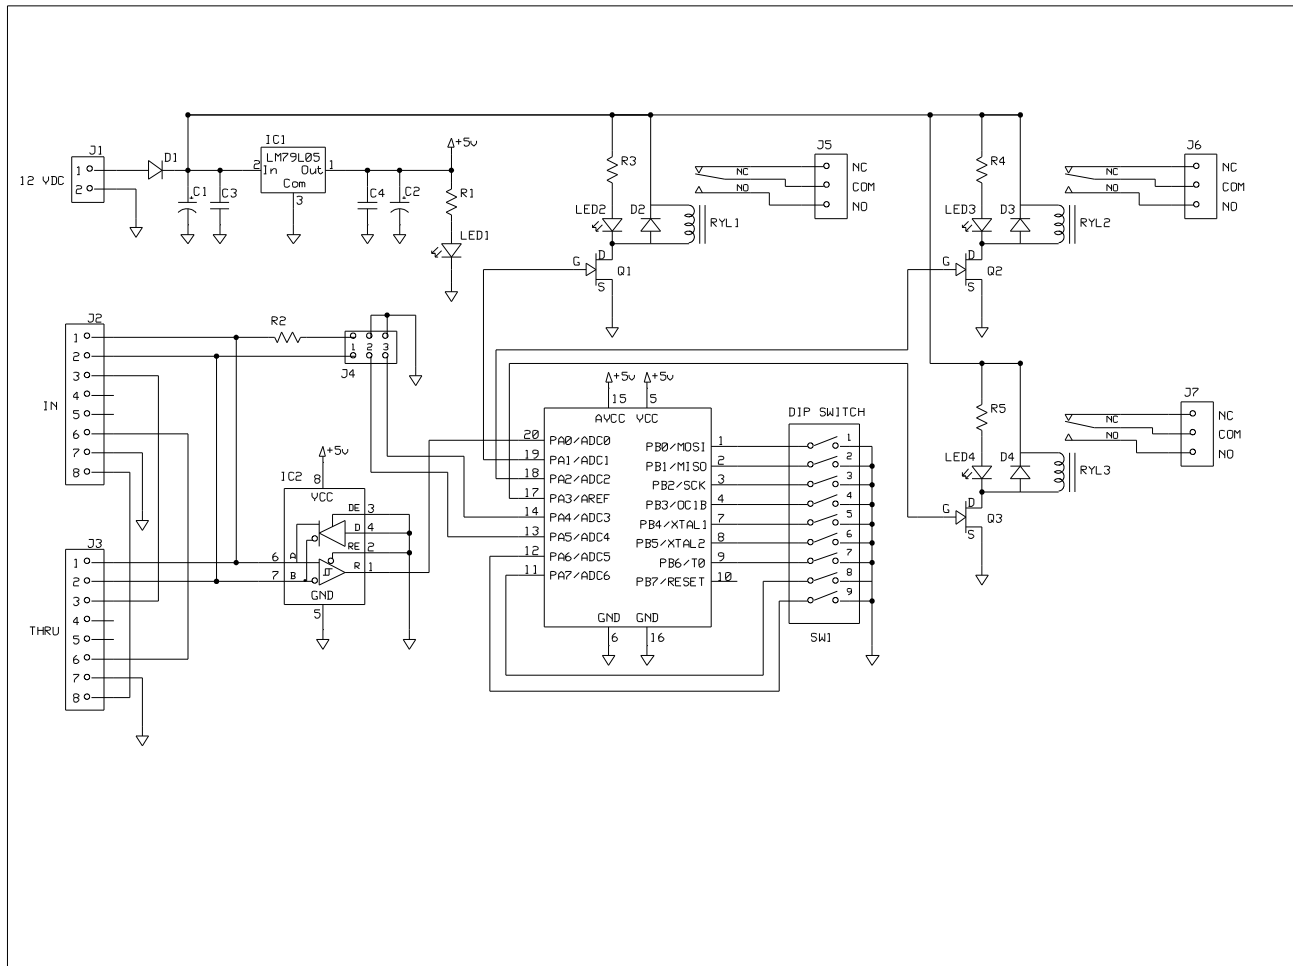 J1
1
2
12 VDC
D1
C1
C3
IC1
LM79L05
2
In
Out
1
Com
3
C4
C2
+5v
R1
LED1
R3
LED2
D2
RYL1
G
D
S
Q1
NC
NO
J5
NC
COM
NO
R4
LED3
D3
RYL2
G
D
S
Q2
NC
NO
J6
NC
COM
NO
J2
1
2
3
4
5
6
7
8
IN
R2
1
2
3
J4
J3
1
2
3
4
5
6
7
8
THRU
+5v
IC2
8
VCC
DE 3
D 4
RE 2
R 1
6 A
7 B
GND
5
+5v
+5v
15
5
AVCC
VCC
20 PA0/ADC0
19 PA1/ADC1
18 PA2/ADC2
17 PA3/AREF
14 PA4/ADC3
13 PA5/ADC4
12 PA6/ADC5
11 PA7/ADC6
PB0/MOSI 1
PB1/MISO 2
PB2/SCK 3
PB3/OC1B 4
PB4/XTAL1 7
PB5/XTAL2 8
PB6/T0 9
PB7/RESET 10
GND
GND
6
16
DIP SWITCH
1
2
3
4
5
6
7
8
9
SW1
R5
LED4
D4
RYL3
G
D
S
Q3
NC
NO
J7
NC
COM
NO